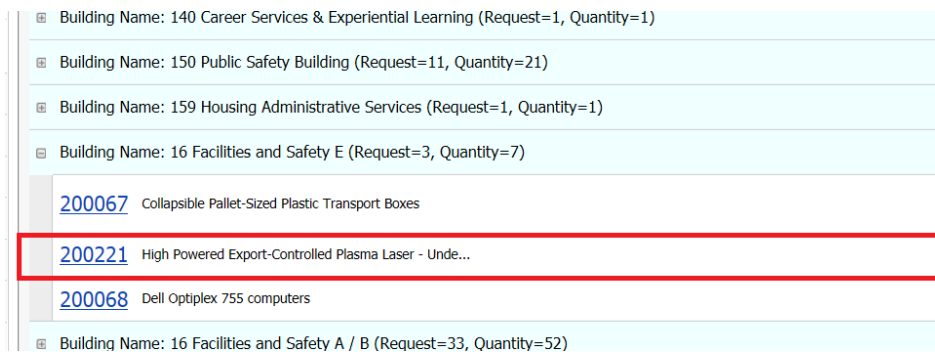 Building Name: 140 Career Services & Experiential Learning (Request=1, Quantity=1)
Building Name: 150 Public Safety Building (Request=11, Quantity=21)
Building Name: 159 Housing Administrative Services (Request=1, Quantity=1)
Building Name: 16 Facilities and Safety E (Request=3, Quantity=7)
200067 Collapsible Pallet-Sized Plastic Transport Boxes
200221 High Powered Export-Controlled Plasma Laser - Unde...
200068 Dell Optiplex 755 computers
Building Name: 16 Facilities and Safety A / B (Request=33, Quantity=52)